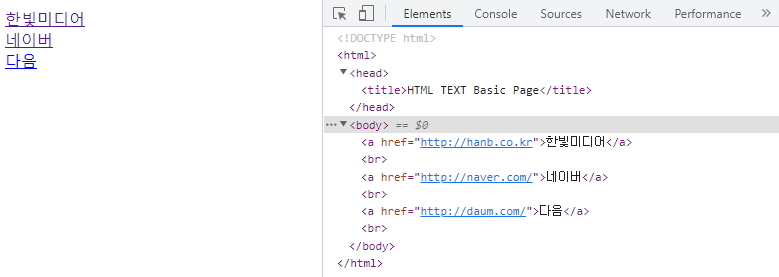 한빛미디어
네이버
다음
Elements Console Sources Network Performance »
<!DOCTYPE html>
<html>
<head>
<title>HTML TEXT Basic Page</title>
</head>
<body> == $0
<a href="http://hanb.co.kr">한빛미디어</a>
<br>
<a href="http://naver.com/">네이버</a>
<br>
<a href="http://daum.com/">다음</a>
<br>
</body>
</html>